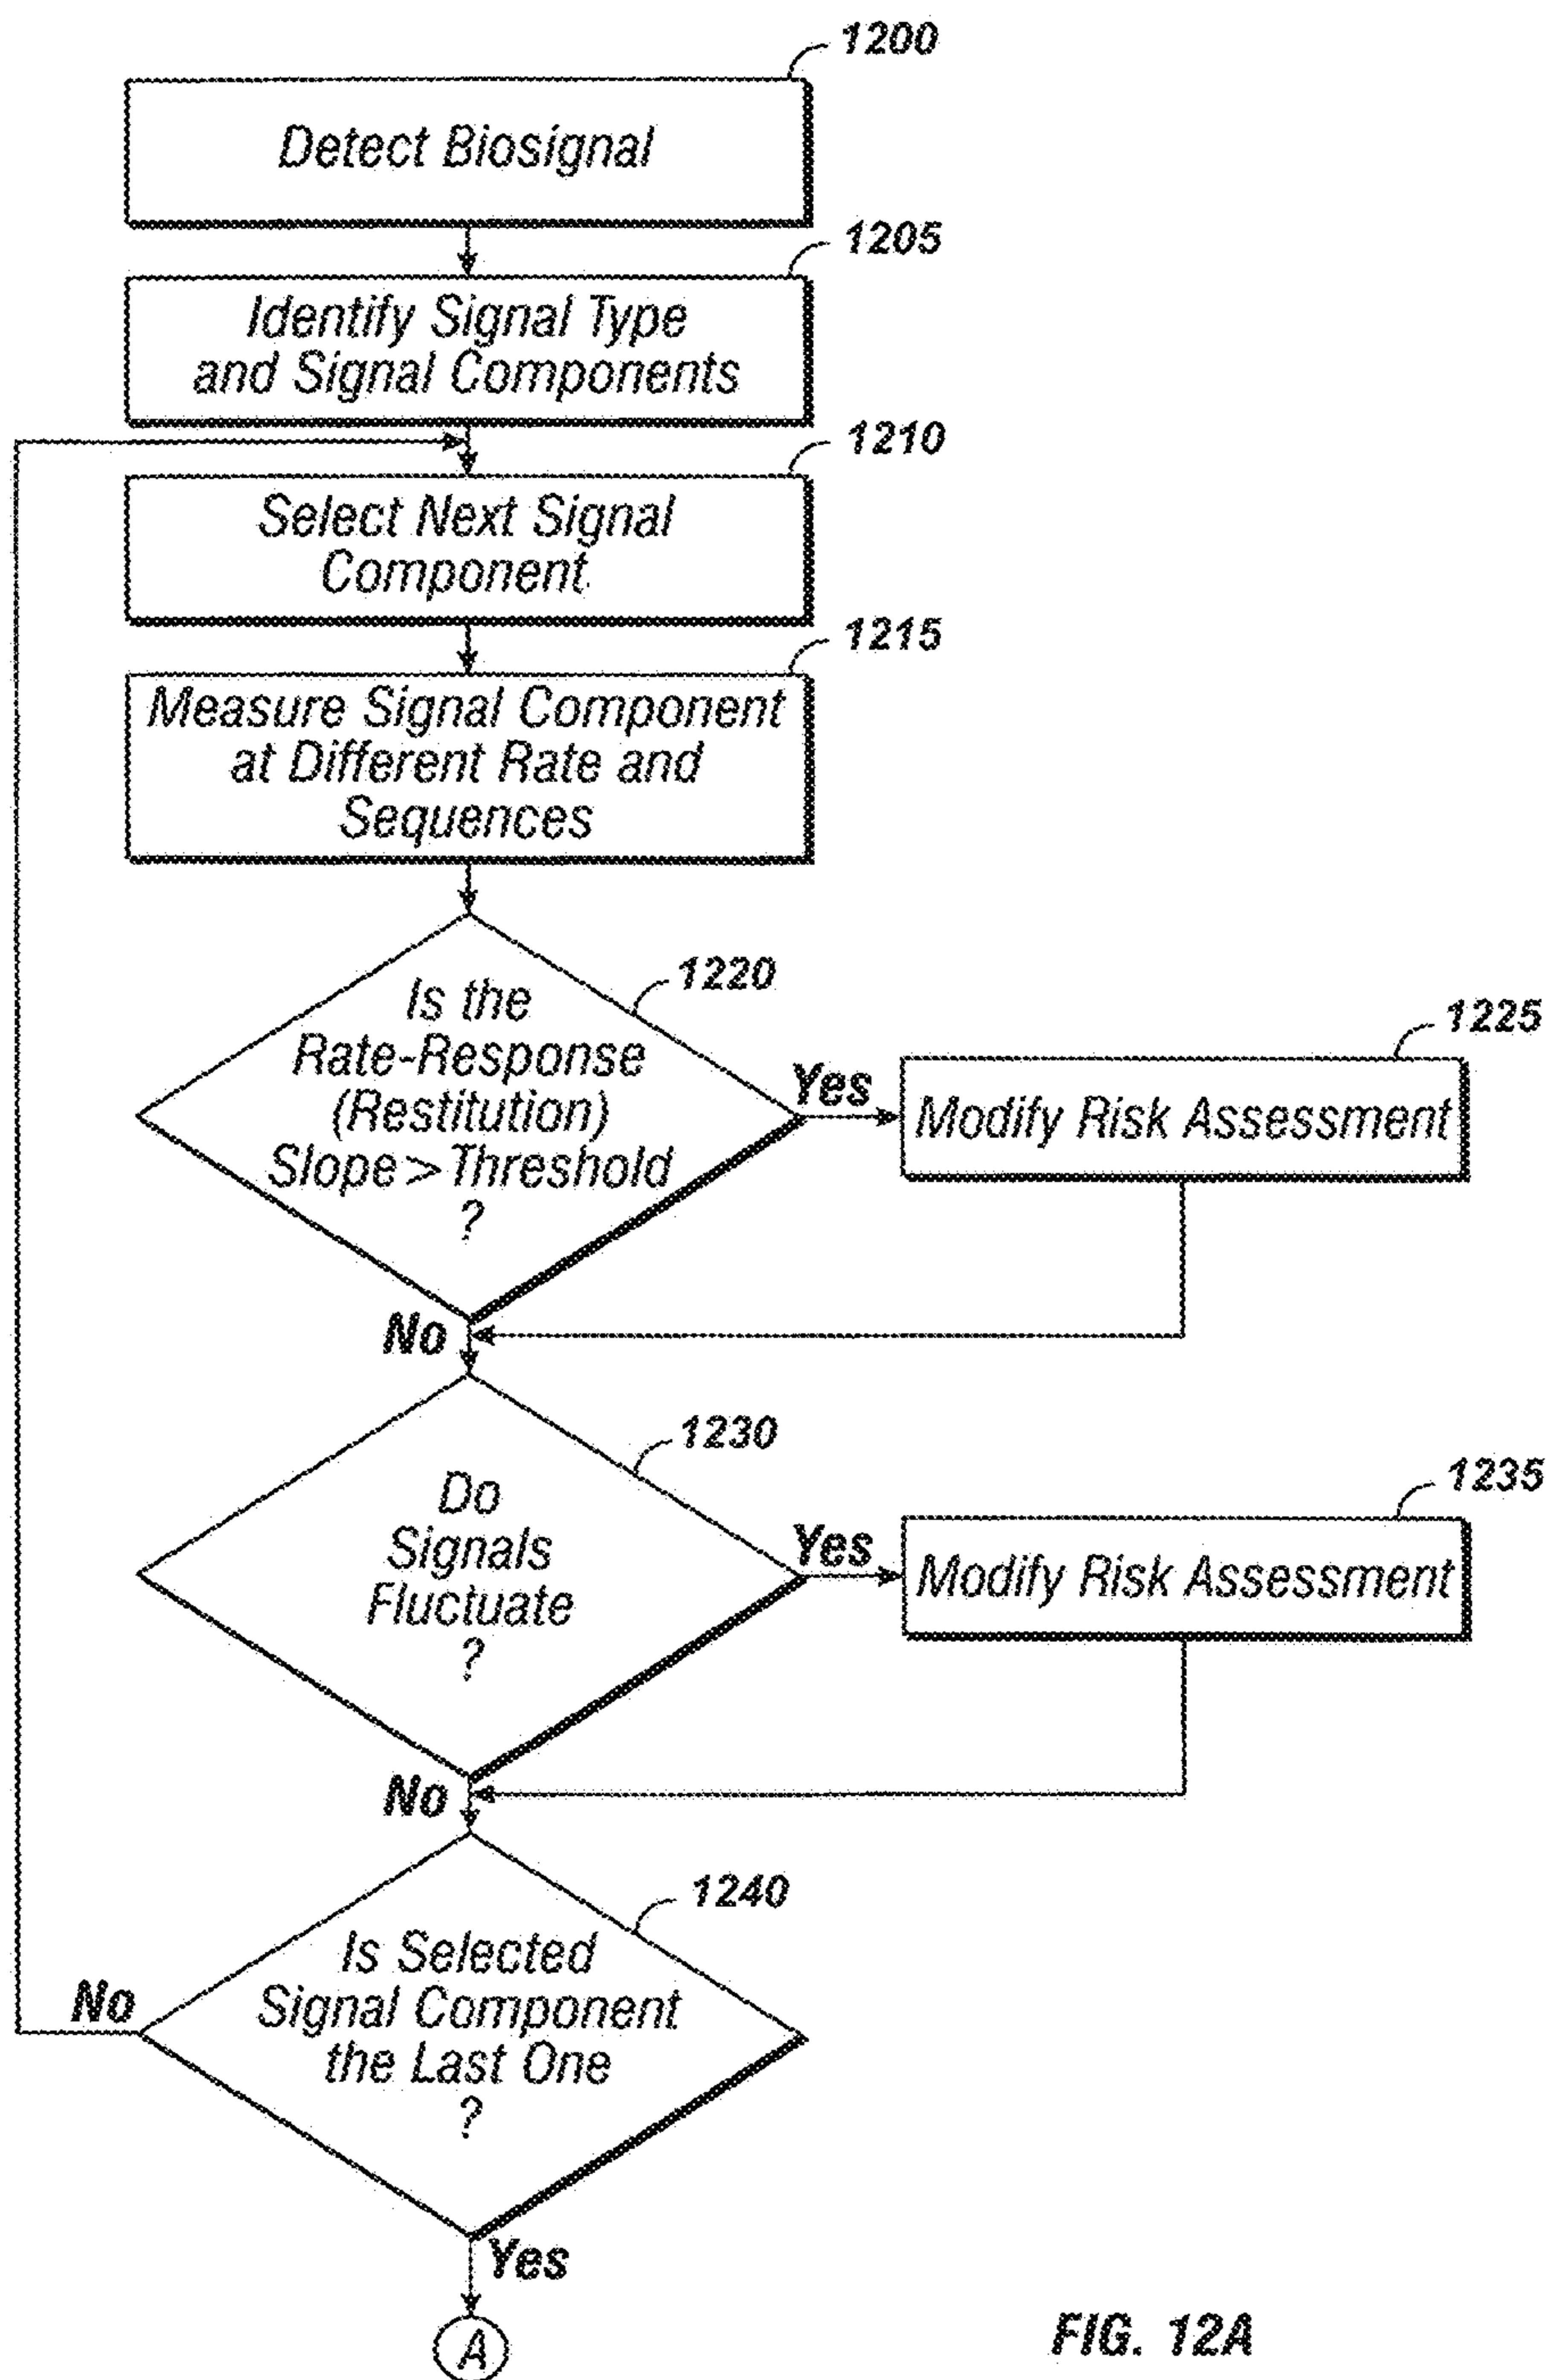 1200
Detect Biosignal
1205
Identify Signal Type
and Signal Components
1210
Select Next Signal
Component
1215
Measure Signal Component
at Different Rate and
Sequences
1220
Is the
Rate-Response
(Restitution)
Slope > Threshold
?
Yes
1225
Modify Risk Assessment
No
1230
Do
Signals
Fluctuate
?
Yes
1235
Modify Risk Assessment
No
1240
Is Selected
Signal Component
the Last One
?
No
Yes
A
FIG. 12A